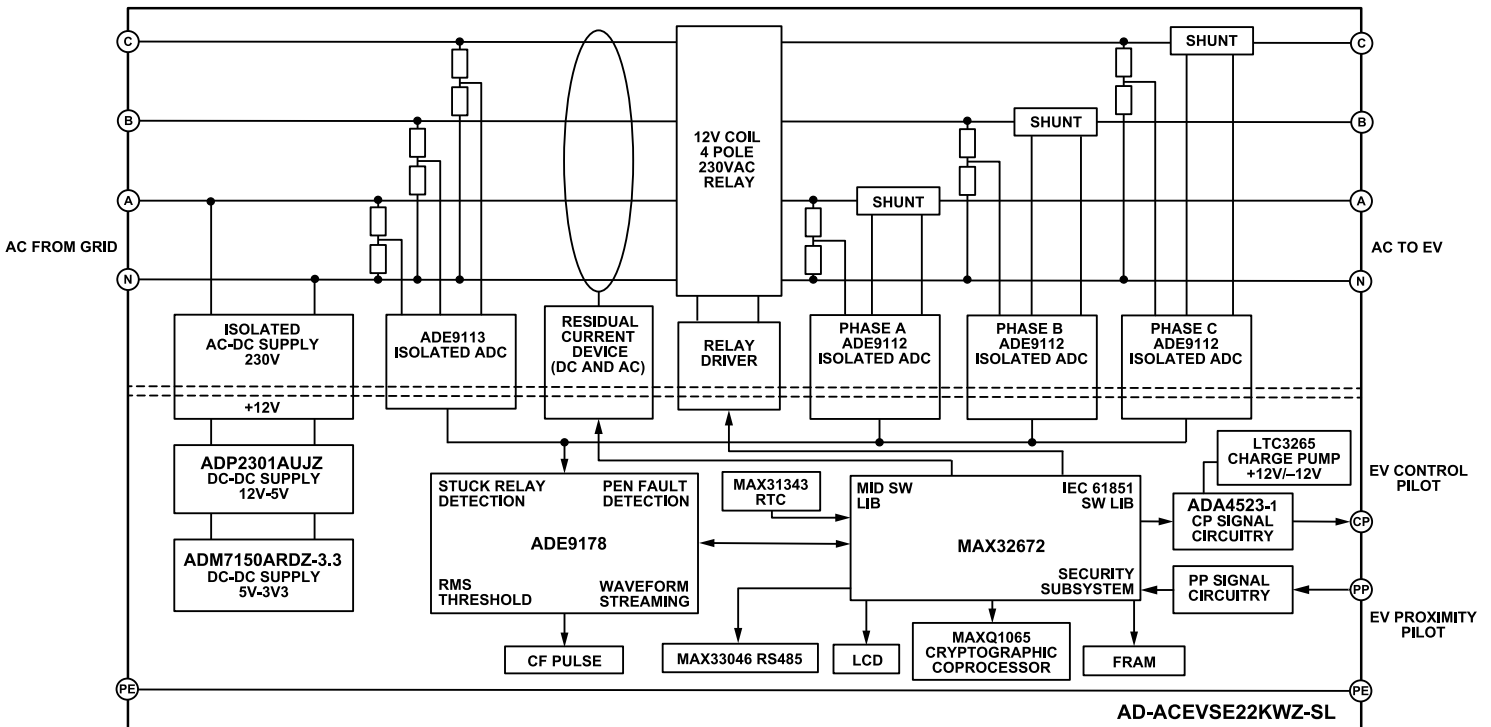 C
SHUNT
C
B
SHUNT
B
12V COIL
4 POLE
230VAC
RELAY
A
SHUNT
A
AC FROM GRID
AC TO EV
N
N
ISOLATED
AC-DC SUPPLY
230V
+12V
ADE9113
ISOLATED ADC
RESIDUAL
CURRENT
DEVICE
(DC AND AC)
RELAY
DRIVER
PHASE A
ADE9112
ISOLATED ADC
PHASE B
ADE9112
ISOLATED ADC
PHASE C
ADE9112
ISOLATED ADC
ADP2301AUJZ
DC-DC SUPPLY
12V-5V
ADM7150ARDZ-3.3
DC-DC SUPPLY
5V-3V3
STUCK RELAY
DETECTION
PEN FAULT
DETECTION
ADE9178
RMS
THRESHOLD
WAVEFORM
STREAMING
MAX31343
RTC
MID SW
LIB
IEC 61851
SW LIB
MAX32672
SECURITY
SUBSYSTEM
LTC3265
CHARGE PUMP
+12V/–12V
EV CONTROL
PILOT
ADA4523-1
CP SIGNAL
CIRCUITRY
CP
PP SIGNAL
CIRCUITRY
PP
EV PROXIMITY
PILOT
CF PULSE
MAX33046 RS485
LCD
MAXQ1065
CRYPTOGRAPHIC
COPROCESSOR
FRAM
PE
PE
AD-ACEVSE22KWZ-SL